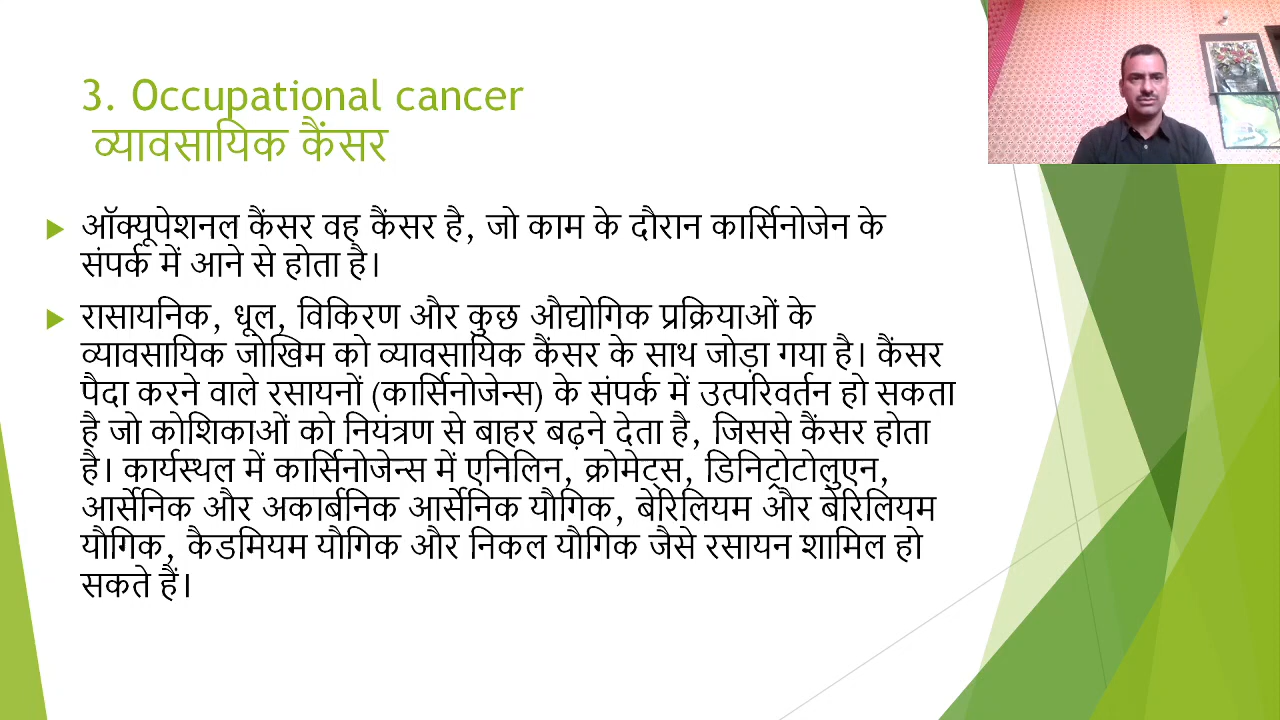 3. Occupational cancer
व्यावसायिक कैंसर
ऑक्यूपेशनल कैंसर वह कैंसर है, जो काम के दौरान कार्सिनोजेन के
संपर्क में आने से होता है।
रासायनिक, धूल, विकिरण और कुछ औद्योगिक प्रक्रियाओं के
व्यावसायिक जोखिम को व्यावसायिक कैंसर के साथ जोड़ा गया है। कैंसर
पैदा करने वाले रसायनों (कार्सिनोजेन्स) के संपर्क में उत्परिवर्तन हो सकता
है जो कोशिकाओं को नियंत्रण से बाहर बढ़ने देता है, जिससे कैंसर होता
है। कार्यस्थल में कार्सिनोजेन्स में एनिलिन, क्रोमेट्स, डिनिट्रोटोलुएन,
आर्सेनिक और अकार्बनिक आर्सेनिक यौगिक, बेरिलियम और बेरिलियम
यौगिक, कैडमियम यौगिक और निकल यौगिक जैसे रसायन शामिल हो
सकते हैं।